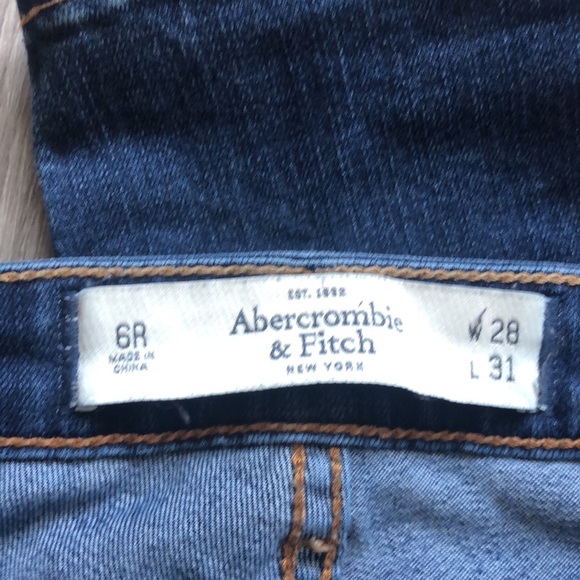 6R
MADE IN
CHINA
EST. 1892
Abercrombie
& Fitch
NEW YORK
W 28
L 31